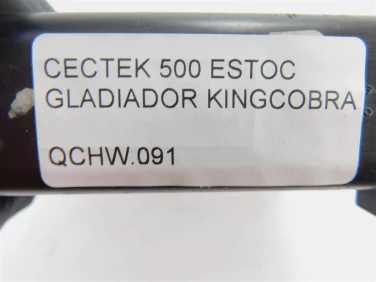 CECTEK 500 ESTOC
GLADIADOR KINGCOBRA
QCHW.091